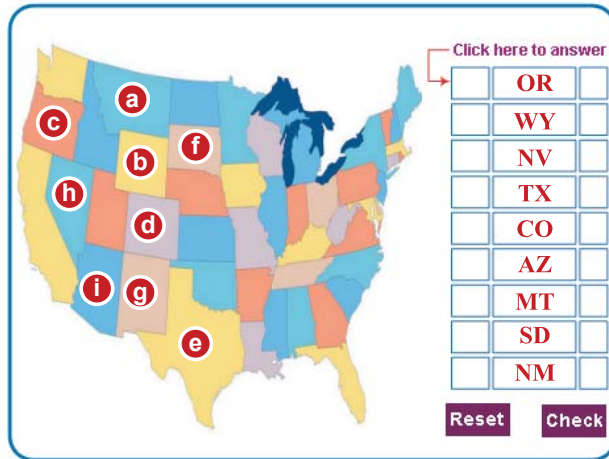 Click here to answer
a
c
b
f
h
d
i
g
e
OR
WY
NV
TX
CO
AZ
MT
SD
NM
Reset Check